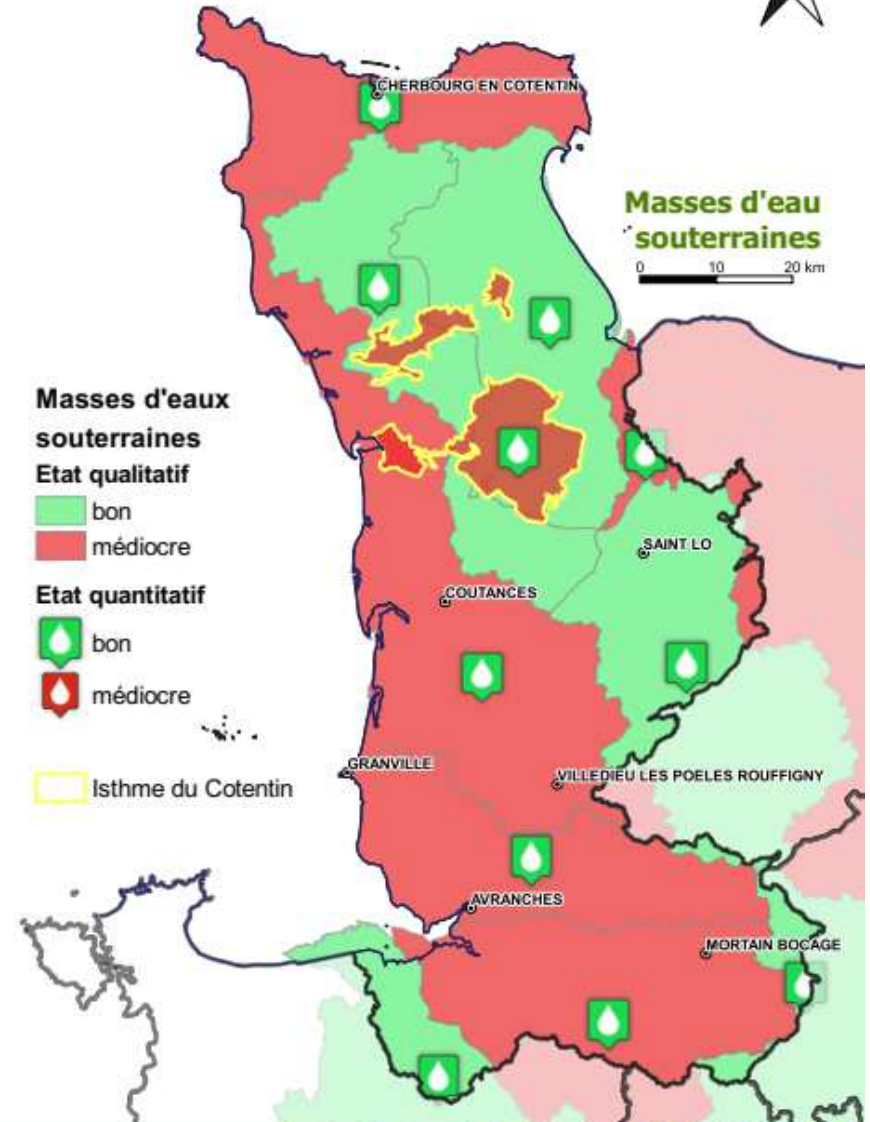 CHERBOURG EN COTENTIN
Masses d'eau
souterraines
0 10 20 km
Masses d'eaux
souterraines
Etat qualitatif
bon
médiocre
Etat quantitatif
bon
médiocre
Isthme du Cotentin
SAINT LO
COUTANCES
GRANVILLE
VILLEDIEU LES POELES ROUFFIGNY
AVRANCHES
MORTAIN BOCAGE